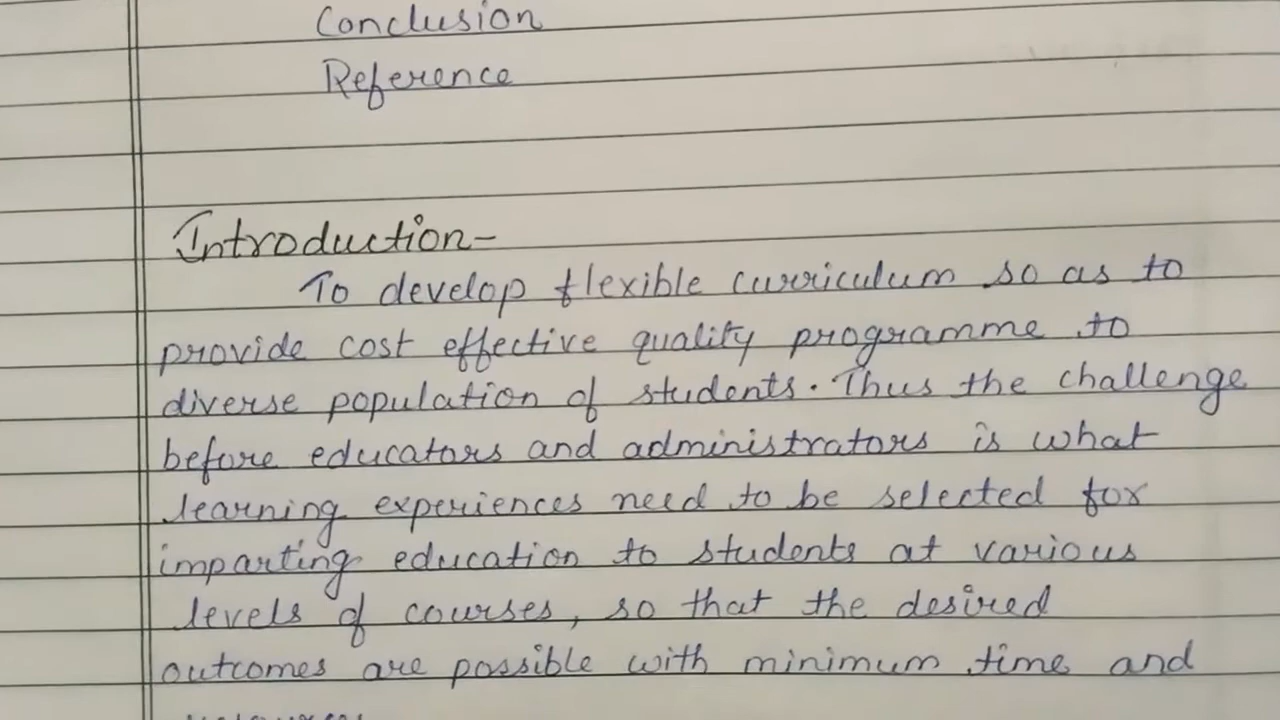 Conclusion
Reference
Introduction-
To develop flexible curriculum so as to
provide cost effective quality programme to
diverse population of students. Thus the challenge
before educators and administrators is what
learning experiences need to be selected for
imparting education to students at various
levels of courses, so that the desired
outcomes are possible with minimum time and